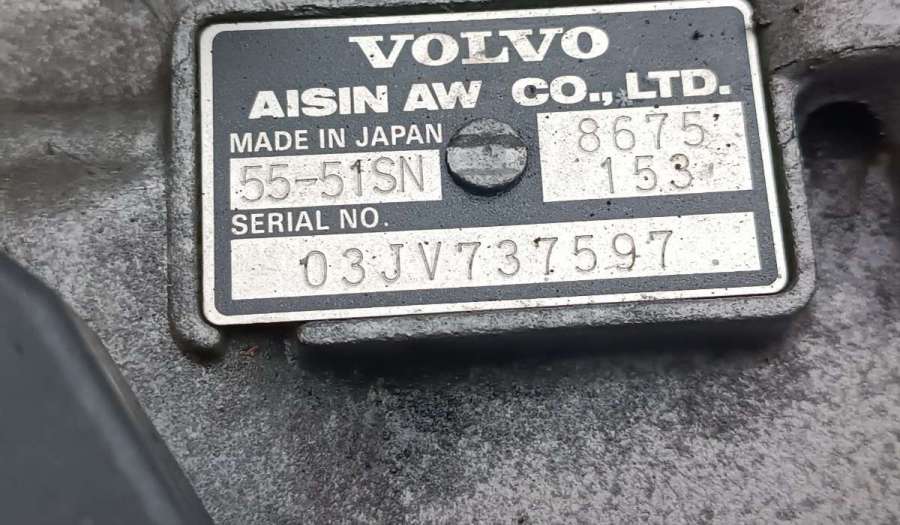 VOLVO
AISIN AW CO., LTD.
MADE IN JAPAN
55-51SN
8675
153
SERIAL NO.
03JV737597